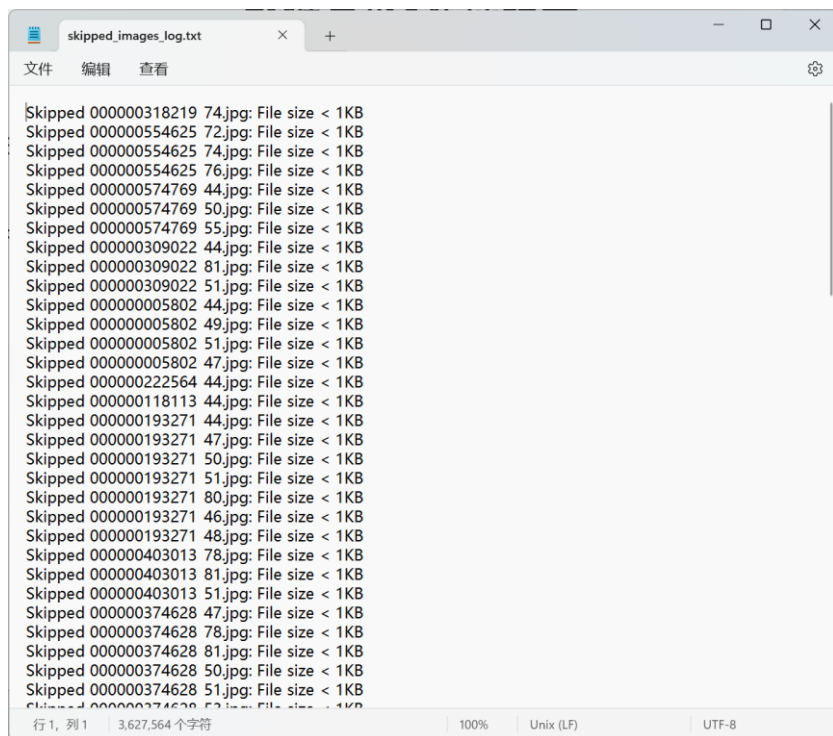 skipped_images_log.txt
文件 编辑 查看
Skipped 000000318219 74.jpg: File size < 1KB
Skipped 000000554625 72.jpg: File size < 1KB
Skipped 000000554625 74.jpg: File size < 1KB
Skipped 000000554625 76.jpg: File size < 1KB
Skipped 000000574769 44.jpg: File size < 1KB
Skipped 000000574769 50.jpg: File size < 1KB
Skipped 000000574769 55.jpg: File size < 1KB
Skipped 000000309022 44.jpg: File size < 1KB
Skipped 000000309022 81.jpg: File size < 1KB
Skipped 000000309022 51.jpg: File size < 1KB
Skipped 000000005802 44.jpg: File size < 1KB
Skipped 000000005802 49.jpg: File size < 1KB
Skipped 000000005802 51.jpg: File size < 1KB
Skipped 000000005802 47.jpg: File size < 1KB
Skipped 000000222564 44.jpg: File size < 1KB
Skipped 000000118113 44.jpg: File size < 1KB
Skipped 000000193271 44.jpg: File size < 1KB
Skipped 000000193271 47.jpg: File size < 1KB
Skipped 000000193271 50.jpg: File size < 1KB
Skipped 000000193271 51.jpg: File size < 1KB
Skipped 000000193271 80.jpg: File size < 1KB
Skipped 000000193271 46.jpg: File size < 1KB
Skipped 000000193271 48.jpg: File size < 1KB
Skipped 000000403013 78.jpg: File size < 1KB
Skipped 000000403013 81.jpg: File size < 1KB
Skipped 000000403013 51.jpg: File size < 1KB
Skipped 000000374628 47.jpg: File size < 1KB
Skipped 000000374628 78.jpg: File size < 1KB
Skipped 000000374628 81.jpg: File size < 1KB
Skipped 000000374628 50.jpg: File size < 1KB
Skipped 000000374628 51.jpg: File size < 1KB
Skipped 000000374628 53.jpg: File size < 1KB
行 1, 列 1 3,627,564 个字符 100% Unix (LF) UTF-8